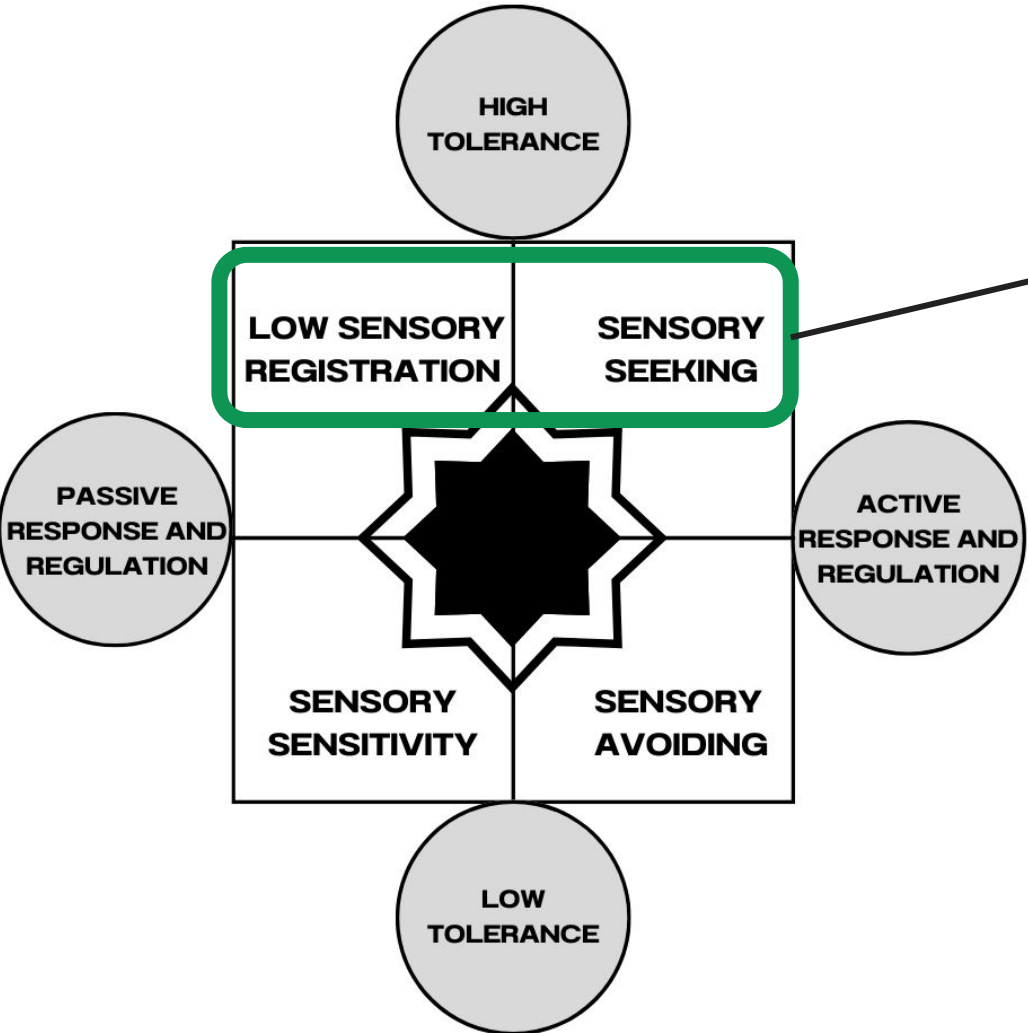 HIGH
TOLERANCE
LOW SENSORY
REGISTRATION
SENSORY
SEEKING
PASSIVE
RESPONSE AND
REGULATION
ACTIVE
RESPONSE AND
REGULATION
SENSORY
SENSITIVITY
SENSORY
AVOIDING
LOW
TOLERANCE